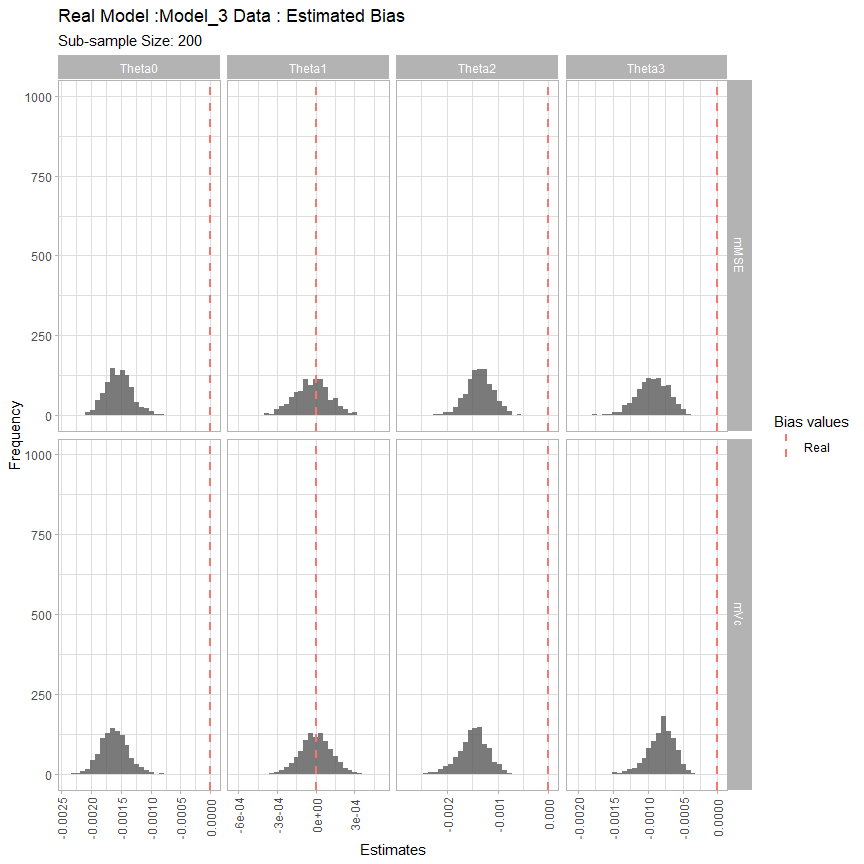 Real Model :Model_3 Data : Estimated Bias
Sub-sample Size: 200
Theta0 Theta1 Theta2 Theta3
1000
750
500
250
0
mMSE
Frequency
1000
750
500
250
0
mVc
Bias values
Real
-0.0025 -0.0020 -0.0015 -0.0010 -0.0005 0.0000 -6e-04 -3e-04 0e+00 3e-04 -0.002 -0.001 0.000 -0.0020 -0.0015 -0.0010 -0.0005 0.0000
Estimates